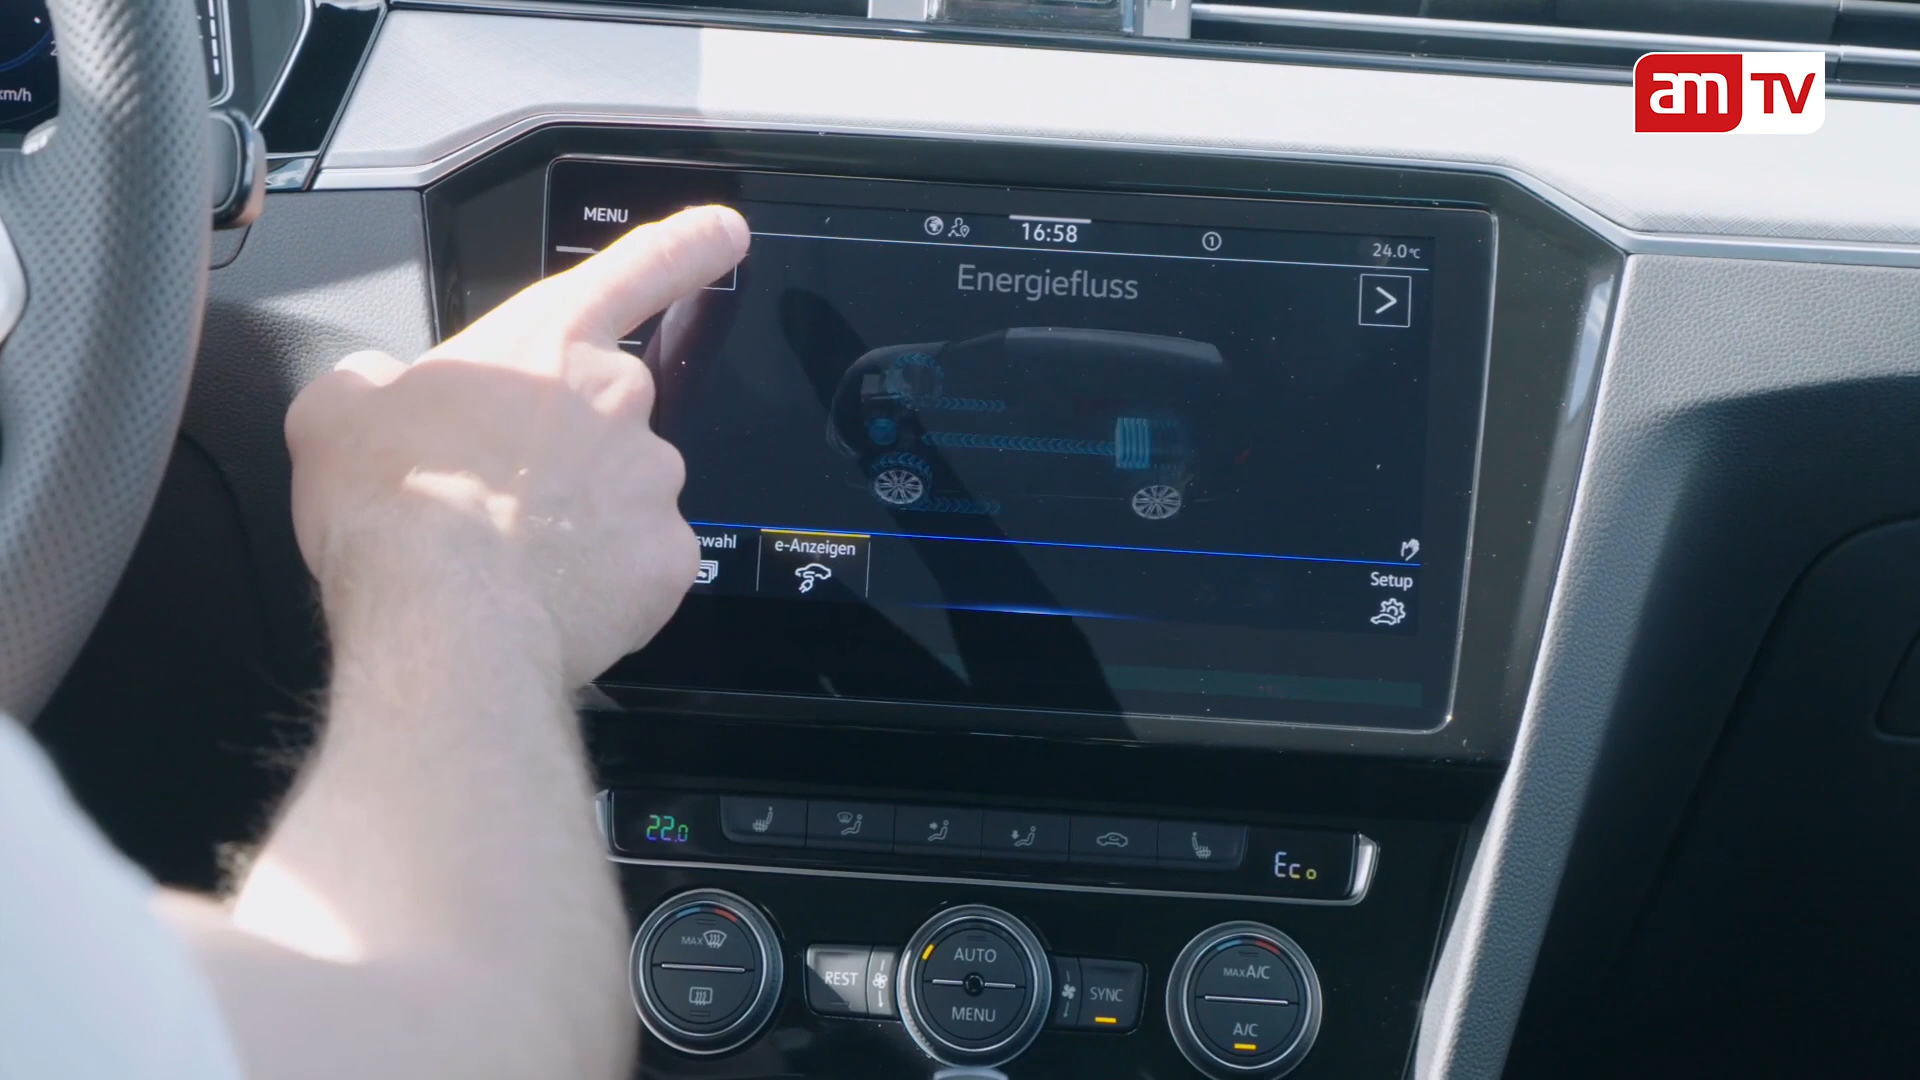 am TV
km/h
MENU
16:58
1
24.0°C
Energiefluss
e-Anzeigen
Setup
22.0
Eco
MAX
REST
AUTO
MENU
SYNC
MAX A/C
A/C